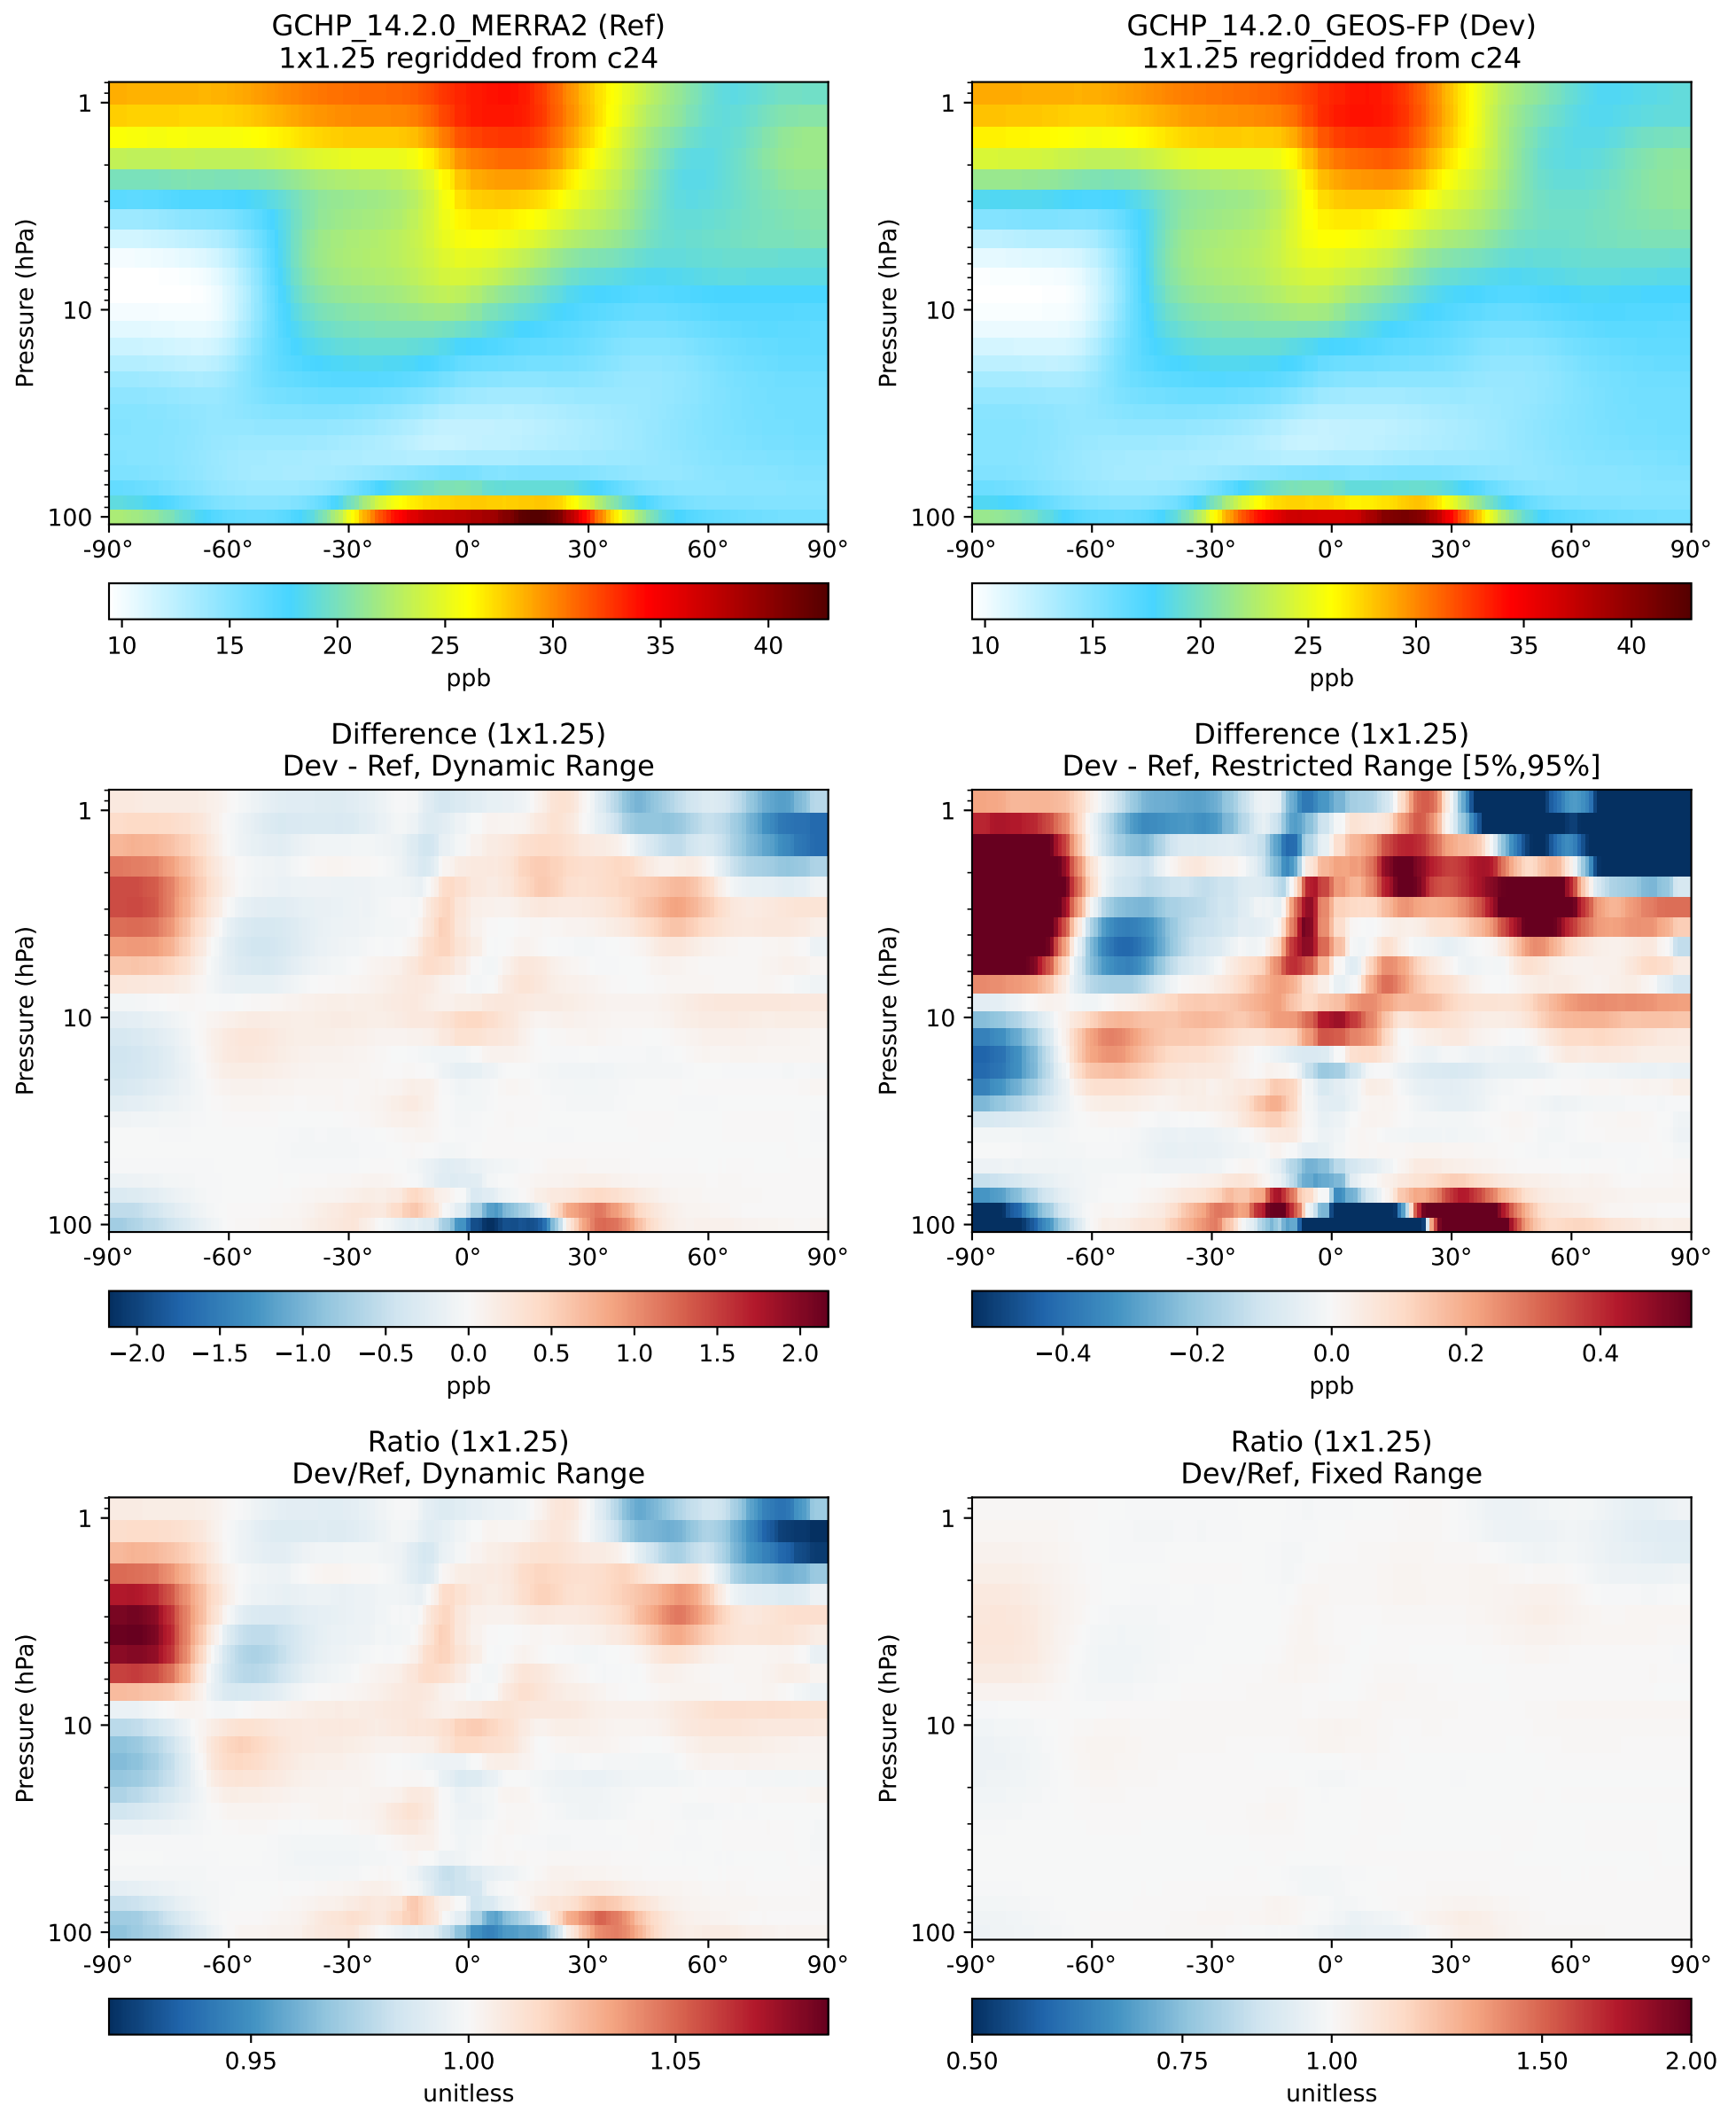 GCHP_14.2.0_MERRA2 (Ref)
1x1.25 regridded from c24
Pressure (hPa)
1
10
100
-90° -60° -30° 0° 30° 60° 90°
10 15 20 25 30 35 40
ppb
GCHP_14.2.0_GEOS-FP (Dev)
1x1.25 regridded from c24
Pressure (hPa)
1
10
100
-90° -60° -30° 0° 30° 60° 90°
10 15 20 25 30 35 40
ppb
Difference (1x1.25)
Dev - Ref, Dynamic Range
Pressure (hPa)
1
10
100
-90° -60° -30° 0° 30° 60° 90°
−2.0 −1.5 −1.0 −0.5 0.0 0.5 1.0 1.5 2.0
ppb
Difference (1x1.25)
Dev - Ref, Restricted Range [5%,95%]
Pressure (hPa)
1
10
100
-90° -60° -30° 0° 30° 60° 90°
−0.4 −0.2 0.0 0.2 0.4
ppb
Ratio (1x1.25)
Dev/Ref, Dynamic Range
Pressure (hPa)
1
10
100
-90° -60° -30° 0° 30° 60° 90°
0.95 1.00 1.05
unitless
Ratio (1x1.25)
Dev/Ref, Fixed Range
Pressure (hPa)
1
10
100
-90° -60° -30° 0° 30° 60° 90°
0.50 0.75 1.00 1.50 2.00
unitless